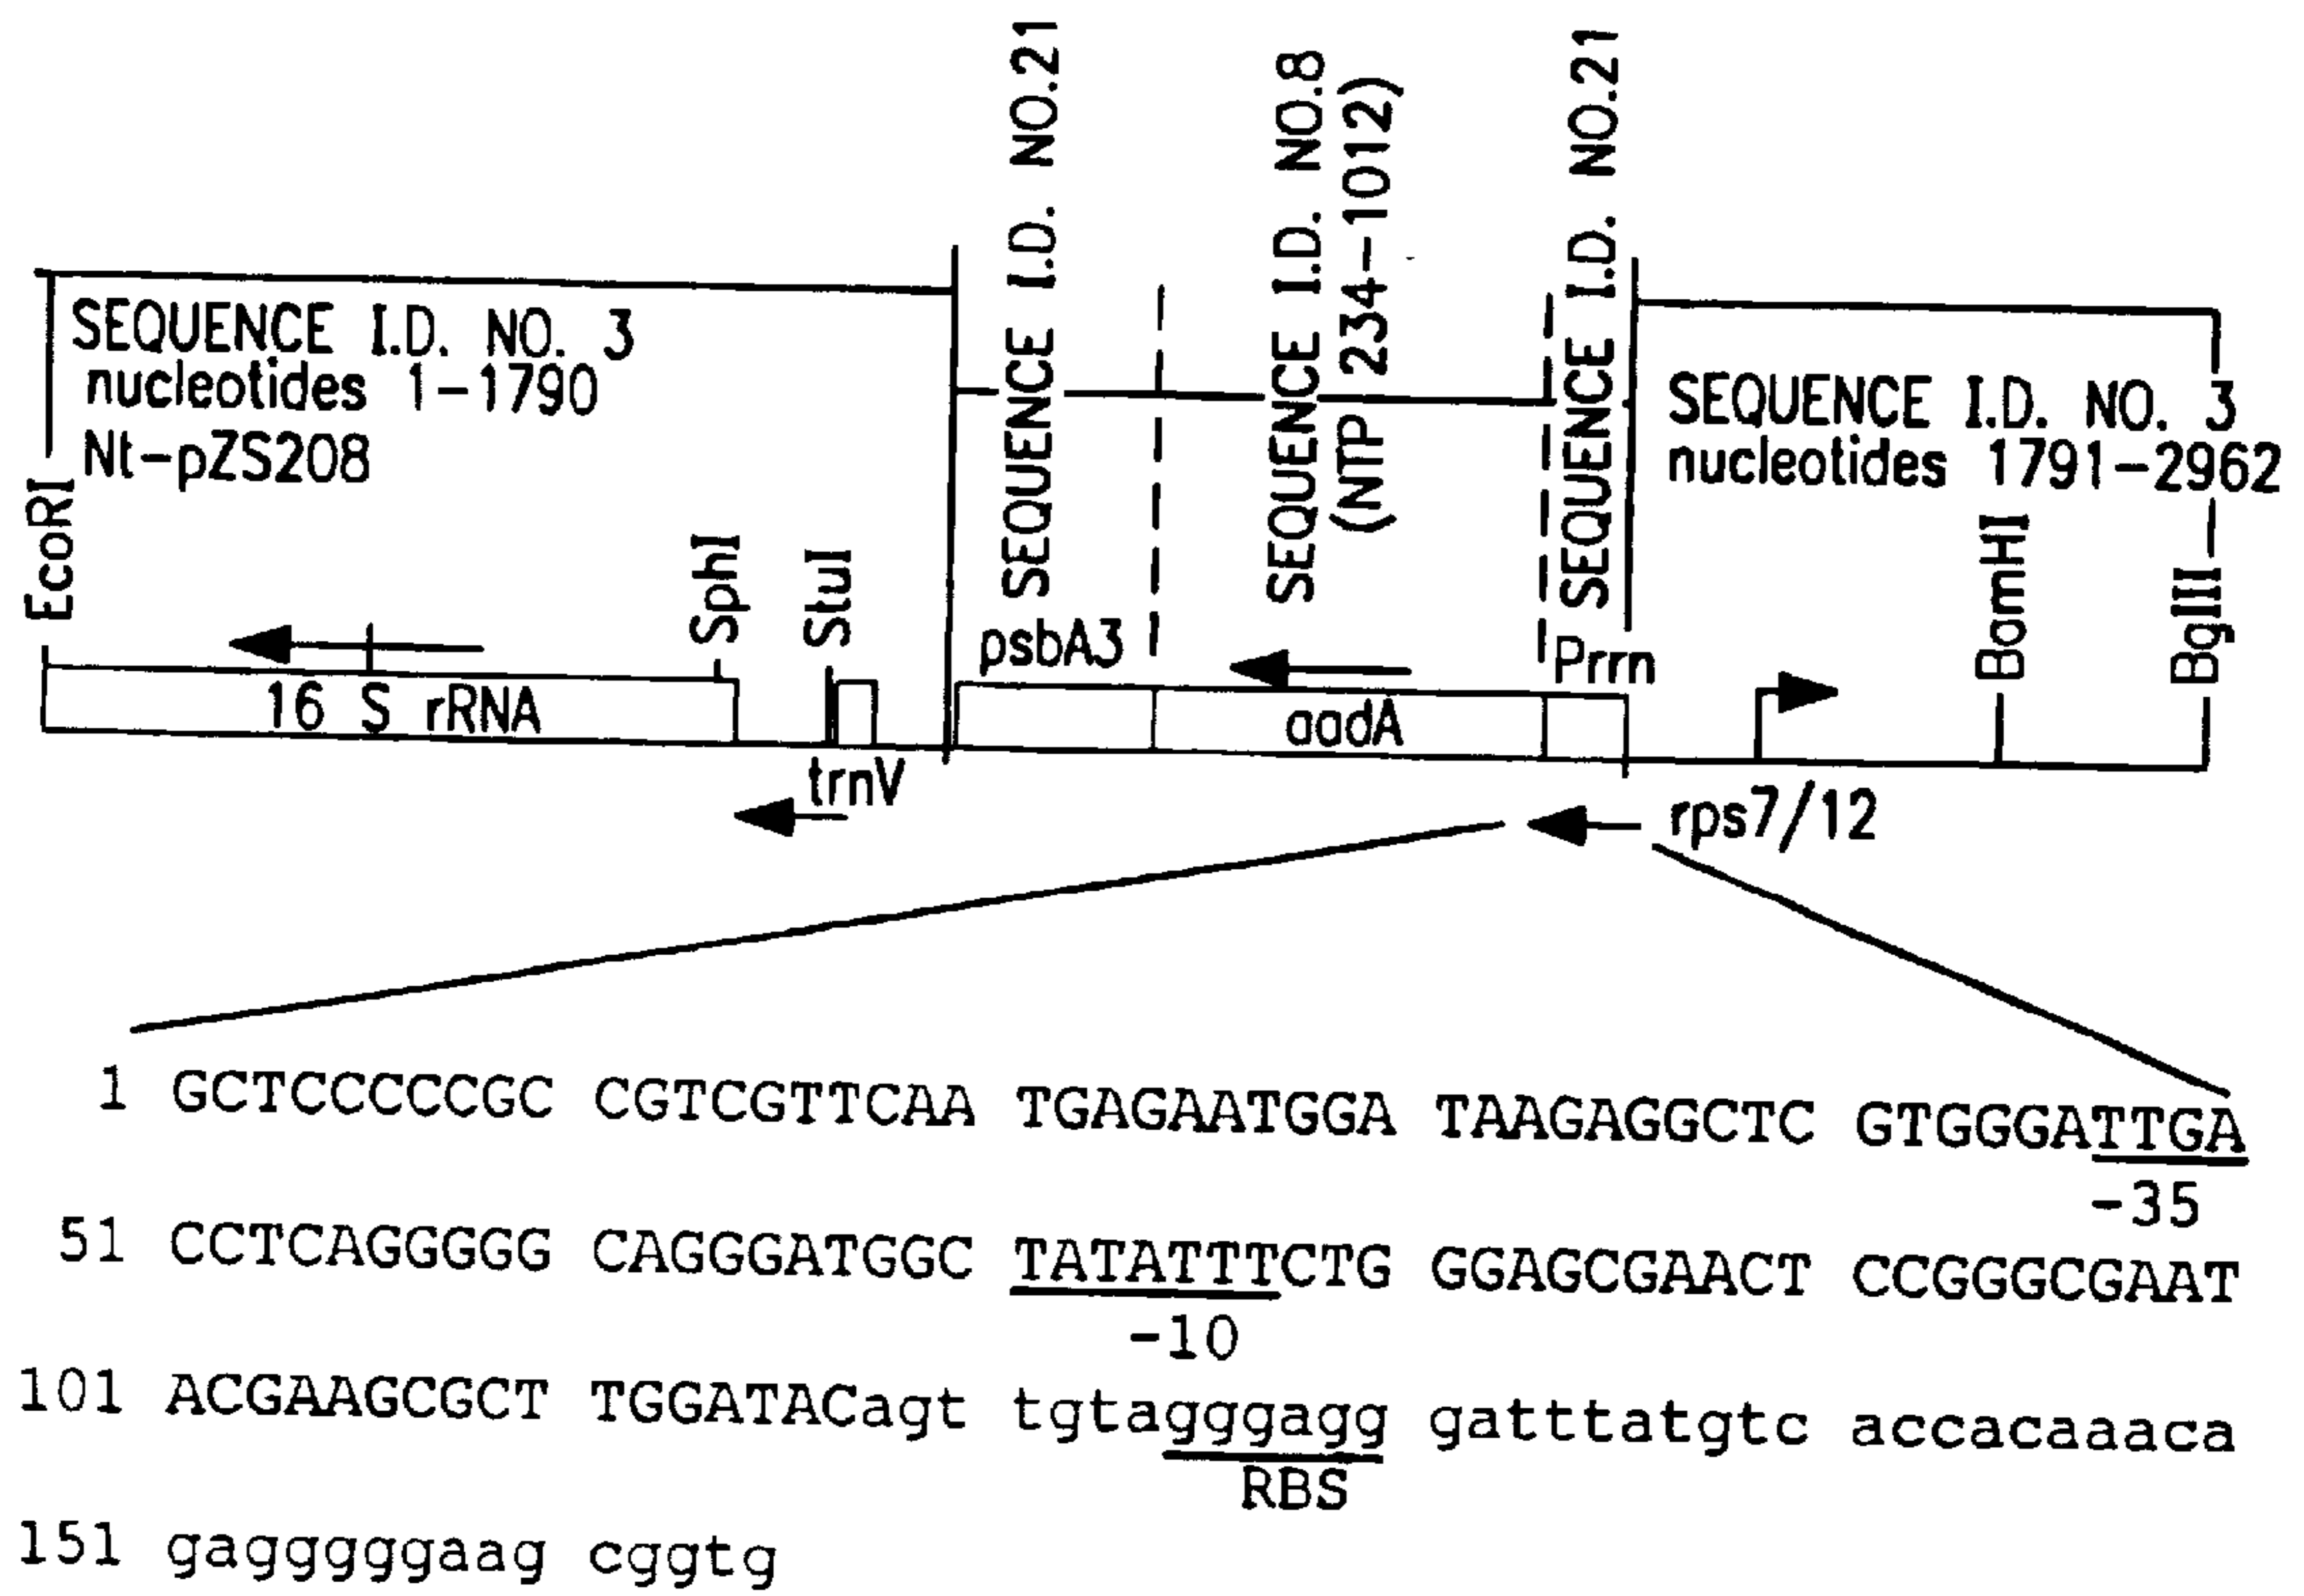 SEQUENCE I.D. NO.21
SEQUENCE I.D. NO.8
(NTP 234-1012)
SEQUENCE I.D. NO.21
SEQUENCE I.D. NO. 3
nucleotides 1-1790
Nt-pZS208
SEQUENCE I.D. NO. 3
nucleotides 1791-2962
EcoRI
SphI
StuI
BamHI
BglII
psbA3
Prrn
16 S rRNA
aadA
trnV
rps7/12
1 GCTCCCCCGC CGTCGTTCAA TGAGAATGGA TAAGAGGCTC GTGGGATTGA
-35
51 CCTCAGGGGG CAGGGATGGC TATATTTCTG GGAGCGAACT CCGGGCGAAT
-10
101 ACGAAGCGCT TGGATACagt tgtagggagg gatttatgtc accacaaaca
RBS
151 gagggggaag cggtg